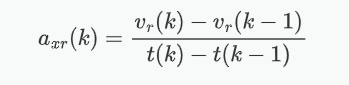 a_{xr}(k) = \frac{v_r(k) - v_r(k-1)}{t(k) - t(k-1)}